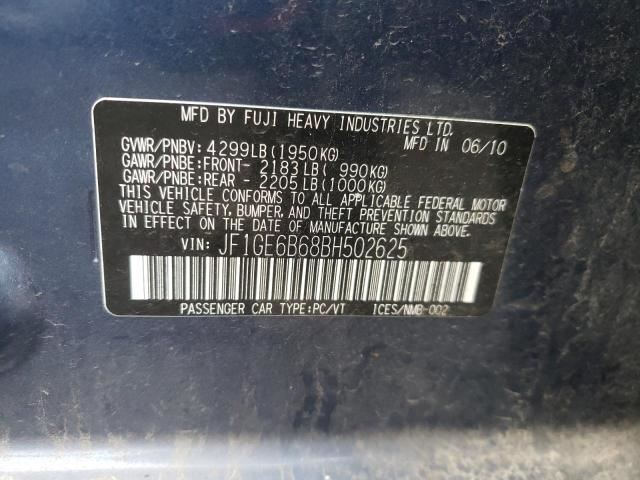 MFD BY FUJI HEAVY INDUSTRIES LTD.
MFD IN 06/10
GVWR/PNBV: 4299LB(1950KG)
GAWR/PNBE:FRONT- 2183LB( 990KG)
GAWR/PNBE:REAR - 2205LB(1000KG)
THIS VEHICLE CONFORMS TO ALL APPLICABLE FEDERAL MOTOR
VEHICLE SAFETY, BUMPER, AND THEFT PREVENTION STANDARDS
IN EFFECT ON THE DATE OF MANUFACTURE SHOWN ABOVE.
VIN: JF1GE6B68BH502625
PASSENGER CAR TYPE:PC/VT ICES/NMB-002